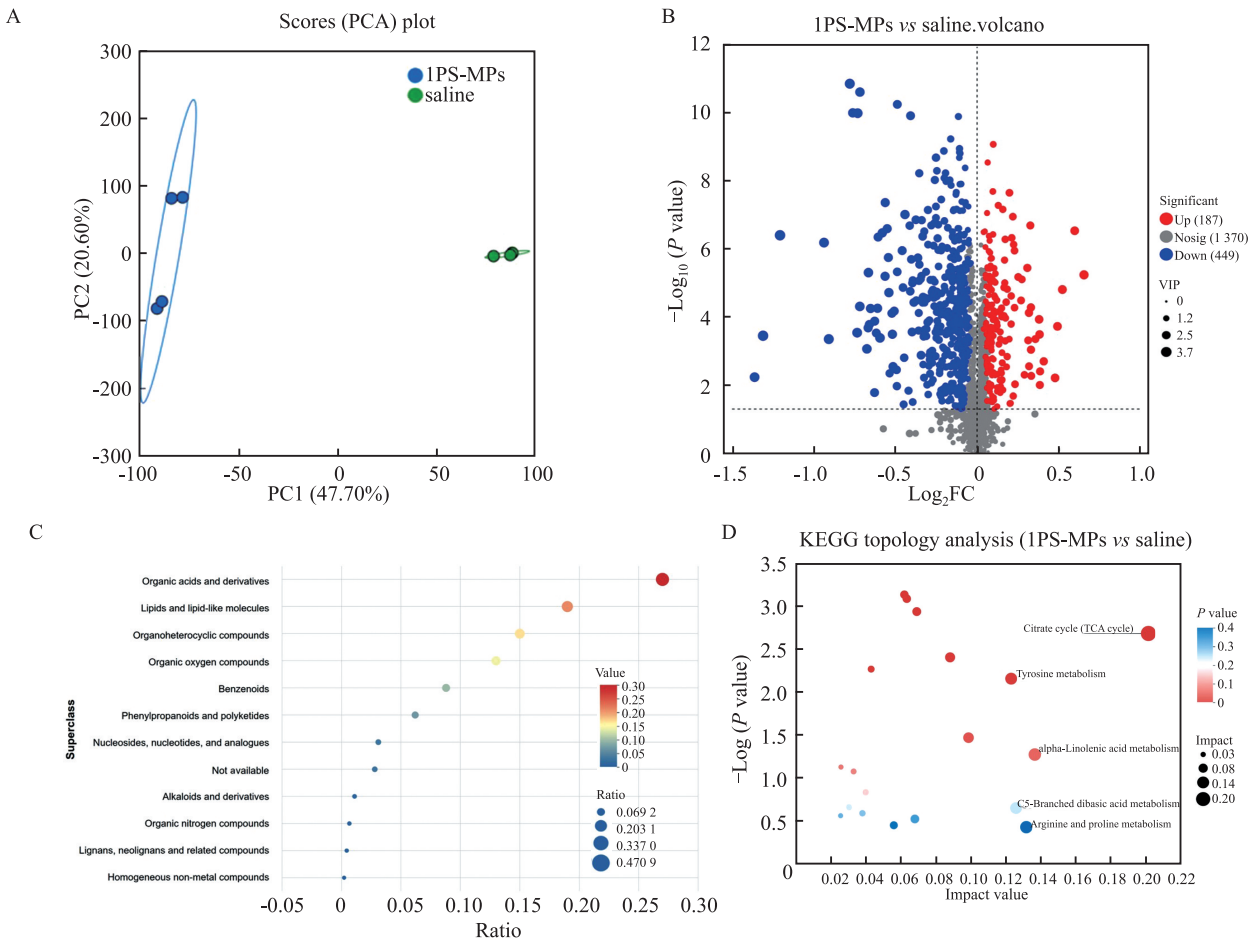 A
Scores (PCA) plot
300
200
100
0
-100
-200
-300
-100
-50
0
50
100
PC2 (20.60%)
PC1 (47.70%)
1PS-MPs
saline
B
1PS-MPs vs saline.volcano
12
10
8
6
4
2
0
-1.5
-1.0
-0.5
0
0.5
1.0
−Log10 (P value)
Log2FC
Significant
Up (187)
Nosig (1 370)
Down (449)
VIP
0
1.2
2.5
3.7
C
Superclass
Organic acids and derivatives
Lipids and lipid-like molecules
Organoheterocyclic compounds
Organic oxygen compounds
Benzenoids
Phenylpropanoids and polyketides
Nucleosides, nucleotides, and analogues
Not available
Alkaloids and derivatives
Organic nitrogen compounds
Lignans, neolignans and related compounds
Homogeneous non-metal compounds
-0.05
0
0.05
0.10
0.15
0.20
0.25
0.30
Ratio
Value
0.30
0.25
0.20
0.15
0.10
0.05
0
Ratio
0.069 2
0.203 1
0.337 0
0.470 9
D
KEGG topology analysis (1PS-MPs vs saline)
3.5
3.0
2.5
2.0
1.5
1.0
0.5
0
0.02
0.04
0.06
0.08
0.10
0.12
0.14
0.16
0.18
0.20
0.22
−Log (P value)
Impact value
Citrate cycle (TCA cycle)
Tyrosine metabolism
alpha-Linolenic acid metabolism
C5-Branched dibasic acid metabolism
Arginine and proline metabolism
P value
0.4
0.3
0.2
0.1
0
Impact
0.03
0.08
0.14
0.20